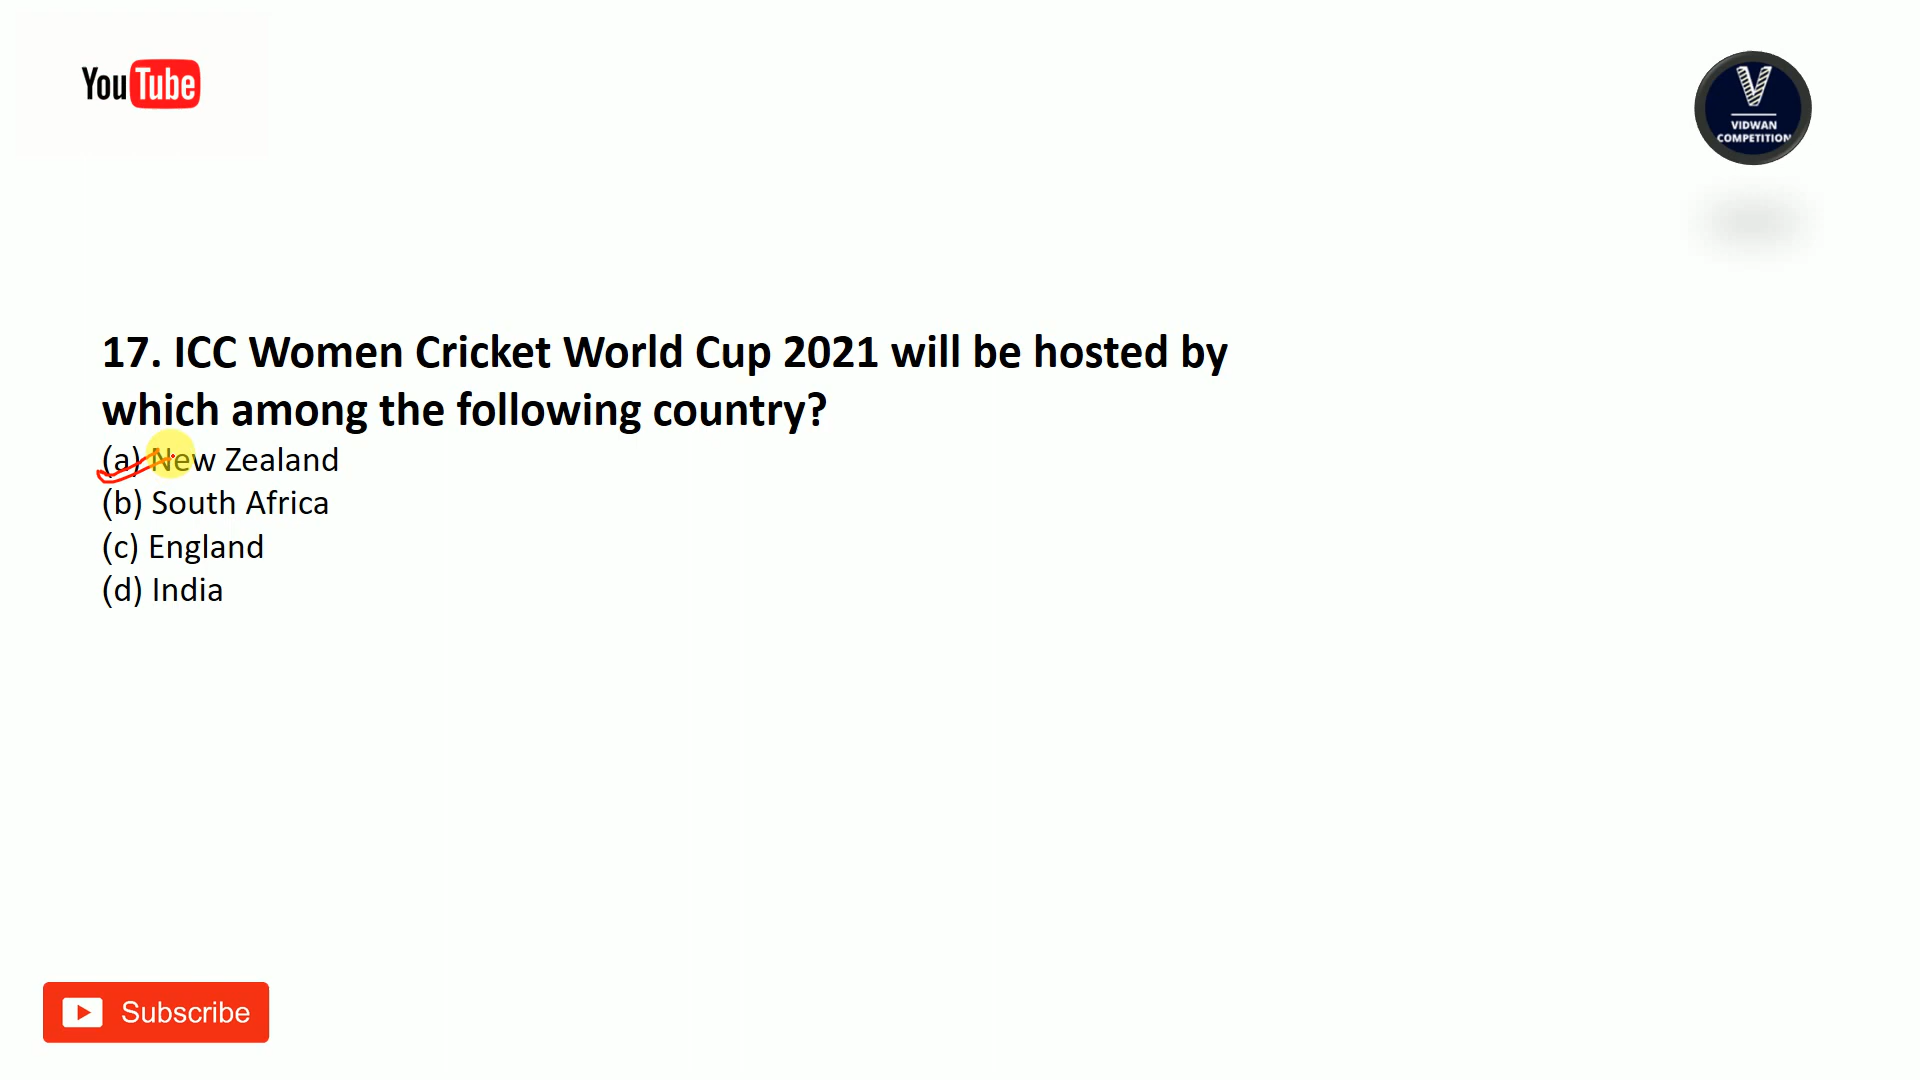 YouTube
V
VIDWAN
COMPETITION
17. ICC Women Cricket World Cup 2021 will be hosted by
which among the following country?
(a) New Zealand
(b) South Africa
(c) England
(d) India
Subscribe